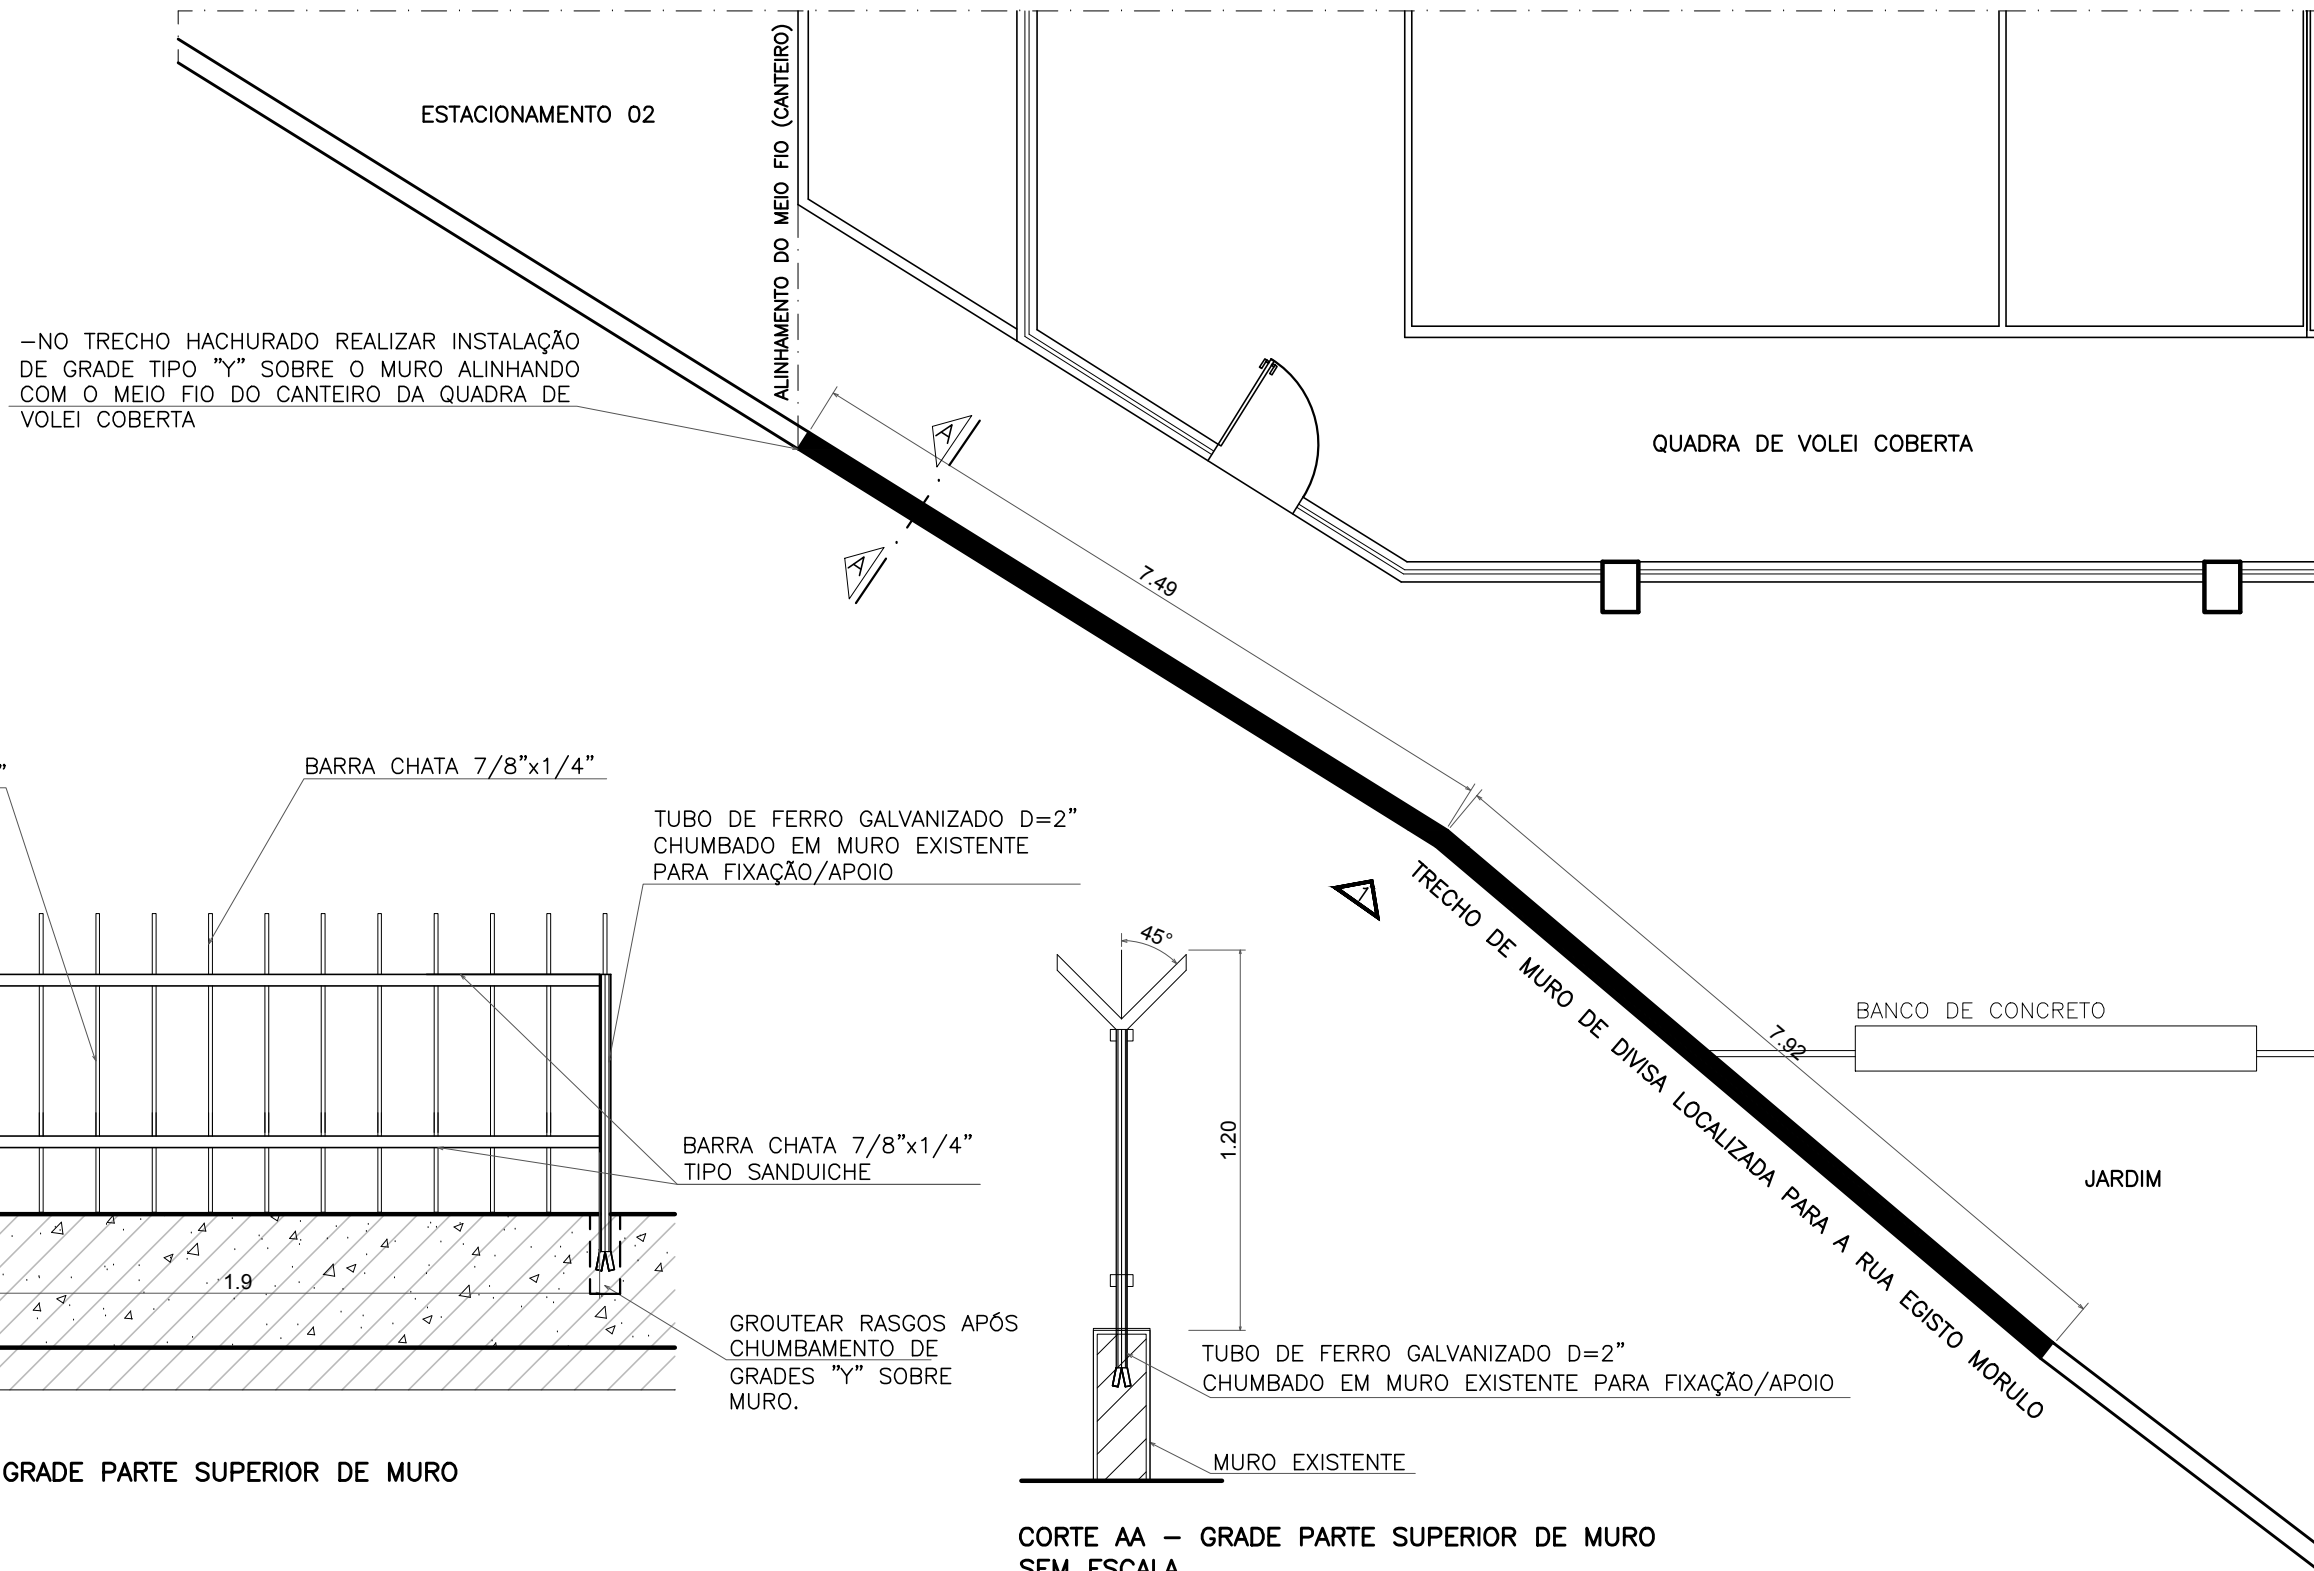 ESTACIONAMENTO 02
ALINHAMENTO DO MEIO FIO (CANTEIRO)
-NO TRECHO HACHURADO REALIZAR INSTALAÇÃO
DE GRADE TIPO "Y" SOBRE O MURO ALINHANDO
COM O MEIO FIO DO CANTEIRO DA QUADRA DE
VOLEI COBERTA
A
A
QUADRA DE VOLEI COBERTA
7.49
"
BARRA CHATA 7/8"x1/4"
TUBO DE FERRO GALVANIZADO D=2"
CHUMBADO EM MURO EXISTENTE
PARA FIXAÇÃO/APOIO
1
TRECHO DE MURO DE DIVISA LOCALIZADA PARA A RUA EGISTO MORULO
45°
BANCO DE CONCRETO
7.92
1.20
BARRA CHATA 7/8"x1/4"
TIPO SANDUICHE
JARDIM
1.9
GROUTEAR RASGOS APÓS
CHUMBAMENTO DE
GRADES "Y" SOBRE
MURO.
TUBO DE FERRO GALVANIZADO D=2"
CHUMBADO EM MURO EXISTENTE PARA FIXAÇÃO/APOIO
MURO EXISTENTE
GRADE PARTE SUPERIOR DE MURO
CORTE AA - GRADE PARTE SUPERIOR DE MURO
SEM ESCALA